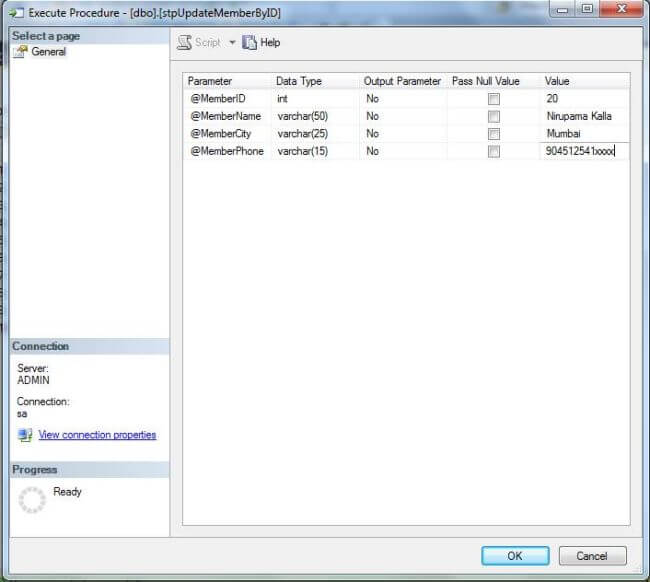 Execute Procedure - [dbo].[stpUpdateMemberByID]
Select a page
General
Script Help
Parameter Data Type Output Parameter Pass Null Value Value
@MemberID int No 20
@MemberName varchar(50) No Nirupama Kalla
@MemberCity varchar(25) No Mumbai
@MemberPhone varchar(15) No 904512541xxxx
Connection
Server:
ADMIN
Connection:
sa
View connection properties
Progress
Ready
OK Cancel